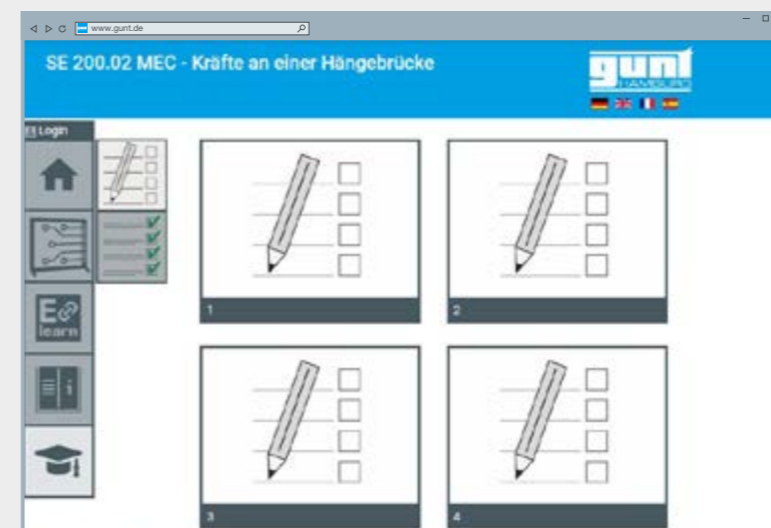 www.gunt.de
SE 200.02 MEC - Kräfte an einer Hängebrücke
gunt
HAMBURG
Login
E
learn
i
1
2
3
4